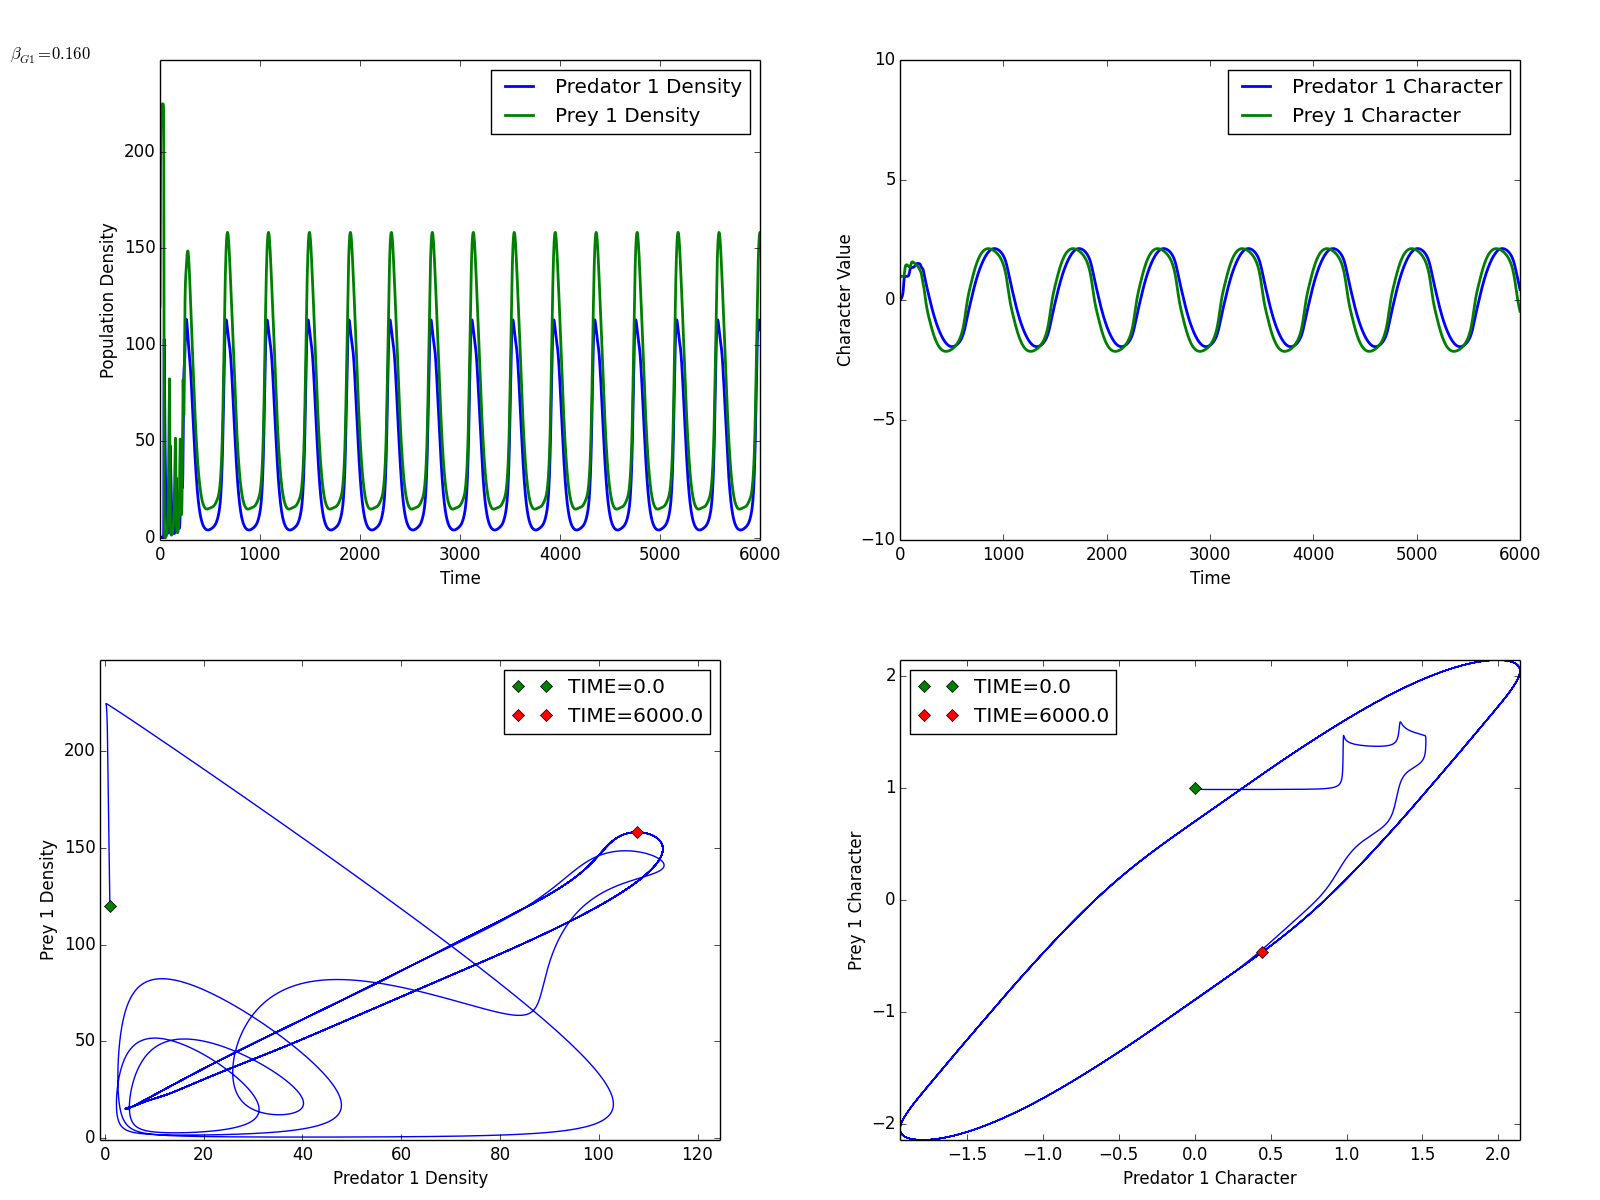 β_G1=0.160
Predator 1 Density
Prey 1 Density
200
150
100
50
0
0 1000 2000 3000 4000 5000 6000
Population Density
Time
Predator 1 Character
Prey 1 Character
10
5
0
−5
−10
0 1000 2000 3000 4000 5000 6000
Character Value
Time
TIME=0.0
TIME=6000.0
200
150
100
50
0
0 20 40 60 80 100 120
Prey 1 Density
Predator 1 Density
TIME=0.0
TIME=6000.0
2
1
0
−1
−2
−1.5 −1.0 −0.5 0.0 0.5 1.0 1.5 2.0
Prey 1 Character
Predator 1 Character